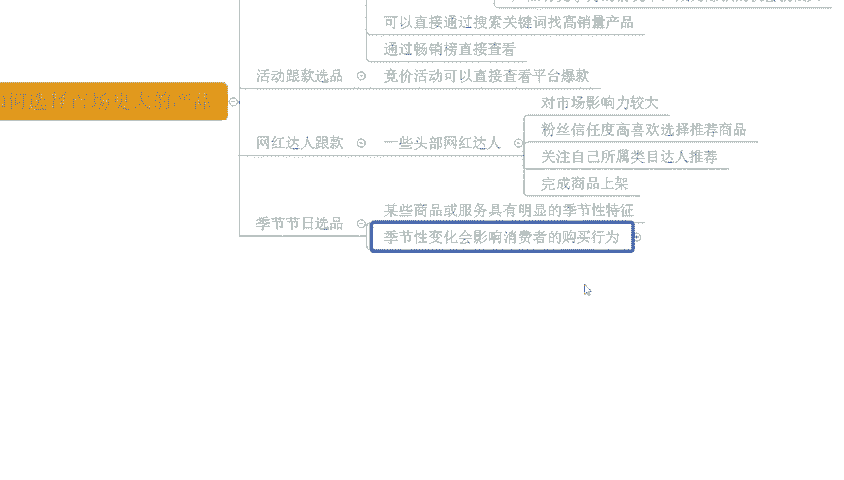 可以直接通过搜索关键词找高销量产品
通过畅销榜直接查看
活动跟款选品
竞价活动可以直接查看平台爆款
网红达人跟款
一些头部网红达人
对市场影响力较大
粉丝信任度高喜欢选择推荐商品
关注自己所属类目达人推荐
完成商品上架
季节节日选品
某些商品或服务具有明显的季节性特征
季节性变化会影响消费者的购买行为